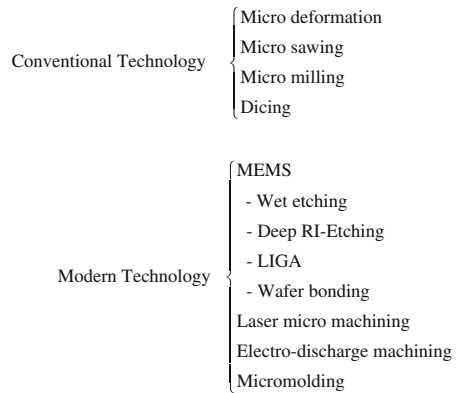 Micro deformation
Conventional Technology
Micro sawing
Micro milling
Dicing
MEMS
- Wet etching
- Deep RI-Etching
- LIGA
Modern Technology
- Wafer bonding
Laser micro machining
Electro-discharge machining
Micromolding